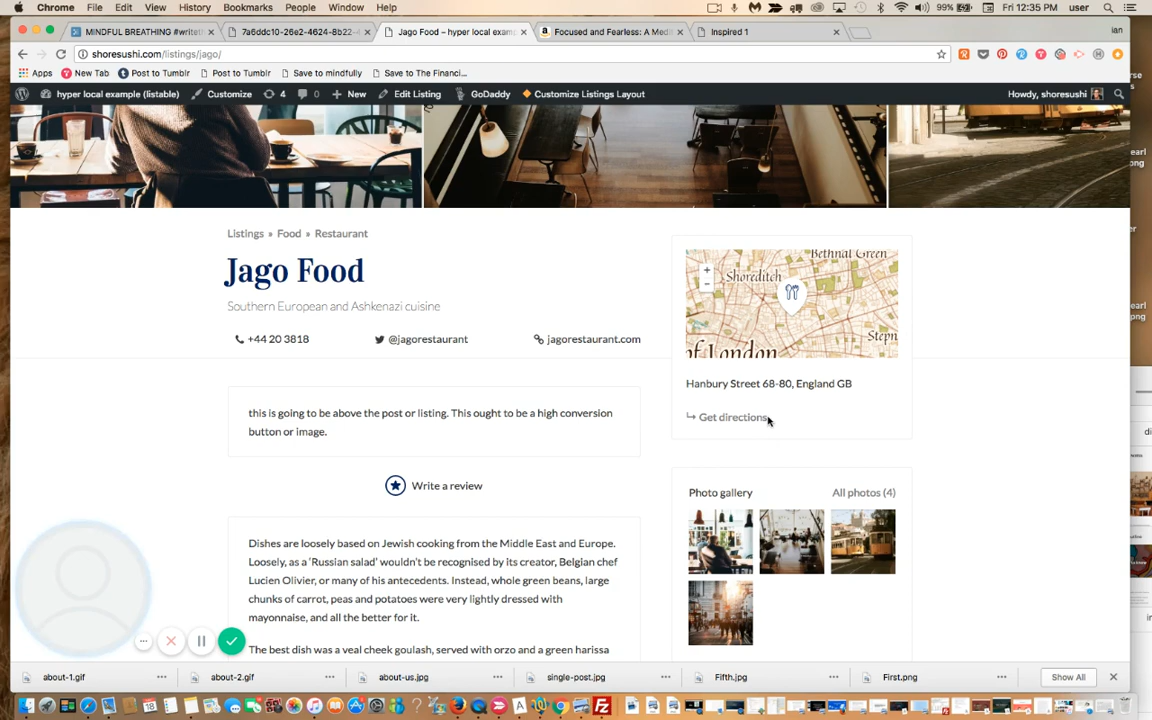 Chrome File Edit View History Bookmarks People Window Help 99% Fri 12:35 PM user
MINDFUL BREATHING #writet 7a6ddc10-26e2-4624-8b22- Jago Food – hyper local exam Focused and Fearless: A Medi Inspired 1 ian
shoresushi.com/listings/jago/
Apps New Tab Post to Tumblr Post to Tumblr Save to mindfully Save to The Financi...
hyper local example (listable) Customize 4 0 New Edit Listing GoDaddy Customize Listings Layout Howdy, shoresushi
Listings » Food » Restaurant
Jago Food
Southern European and Ashkenazi cuisine
+44 20 3818 @jagorestaurant jagorestaurant.com
Bethnal Green
+
Shoreditch
-
Stepn
of London
Hanbury Street 68-80, England GB
Get directions
this is going to be above the post or listing. This ought to be a high conversion
button or image.
Write a review
Photo gallery All photos (4)
Dishes are loosely based on Jewish cooking from the Middle East and Europe.
Loosely, as a ‘Russian salad’ wouldn’t be recognised by its creator, Belgian chef
Lucien Olivier, or many of his antecedents. Instead, whole green beans, large
chunks of carrot, peas and potatoes were very lightly dressed with
mayonnaise, and all the better for it.
The best dish was a veal cheek goulash, served with orzo and a green harissa
about-1.gif about-2.gif about-us.jpg single-post.jpg Fifth.jpg First.png Show All